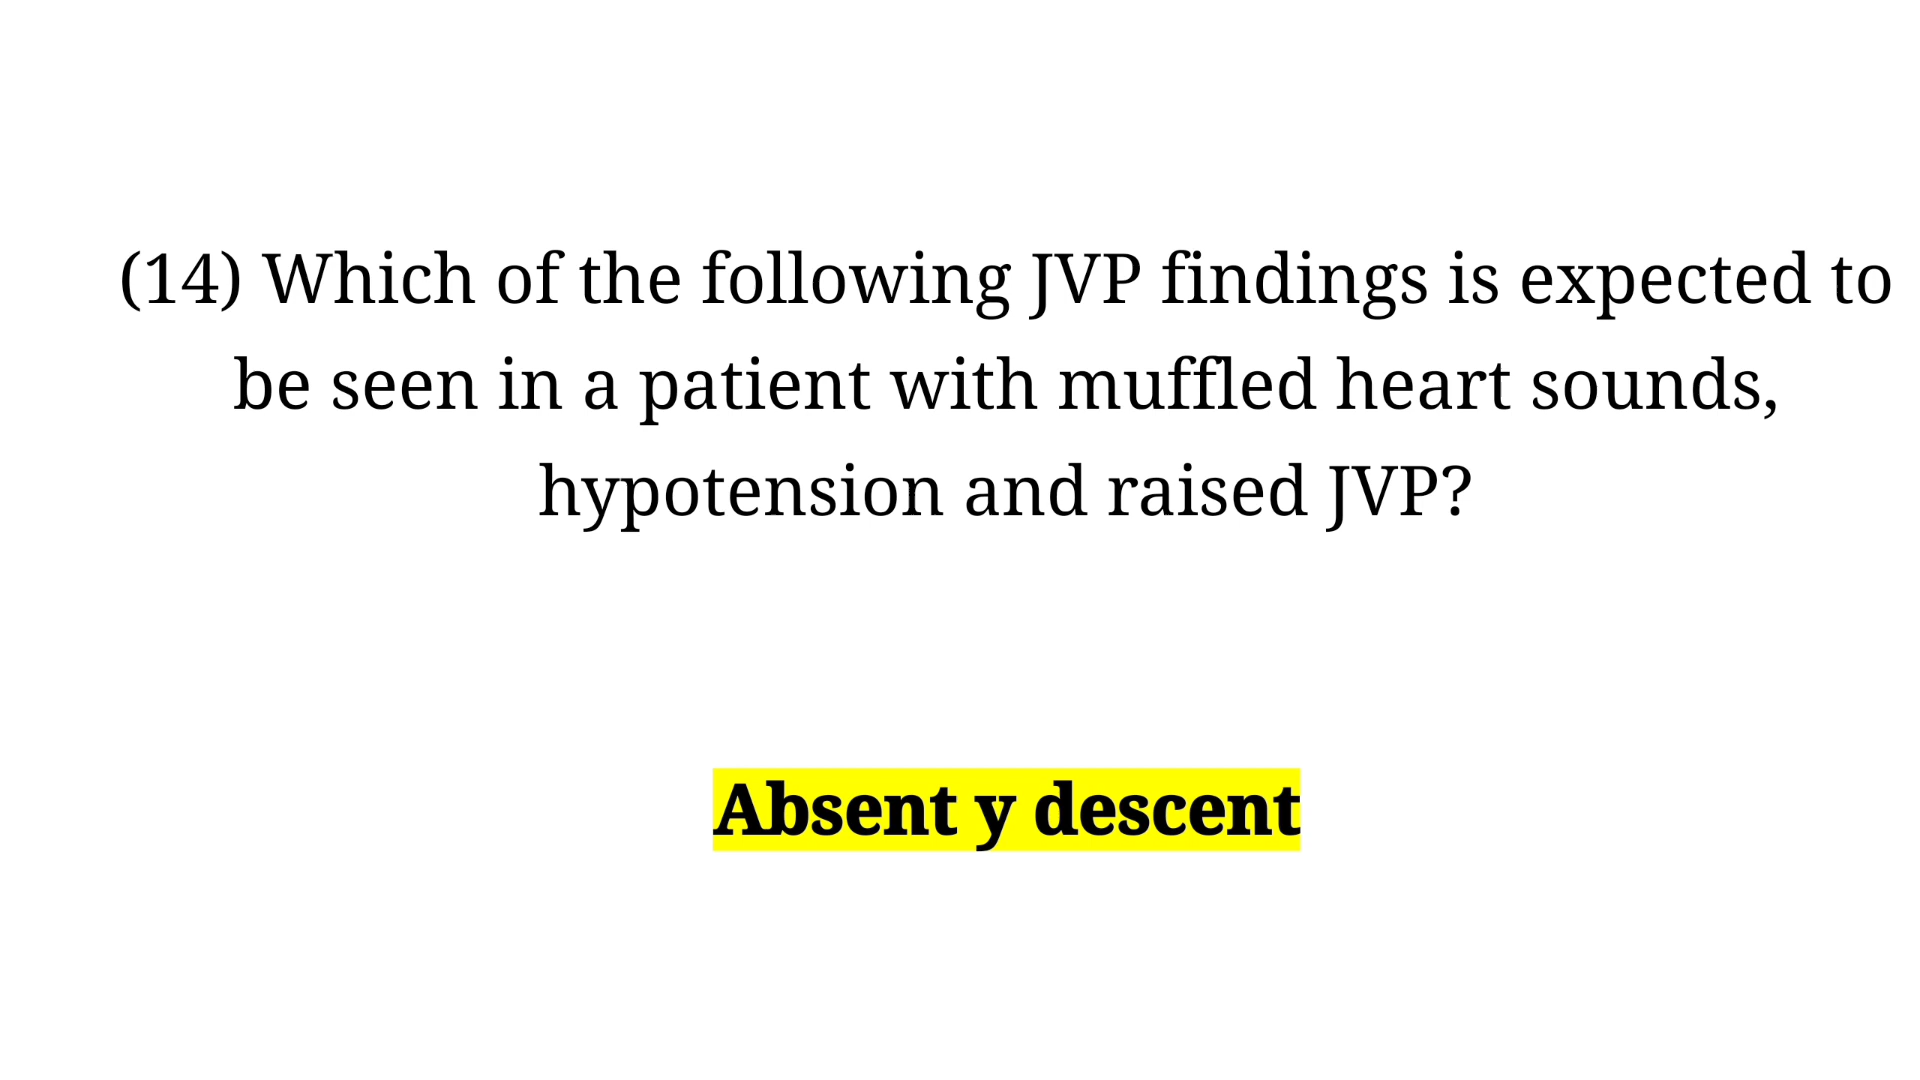 (14) Which of the following JVP findings is expected to
be seen in a patient with muffled heart sounds,
hypotension and raised JVP?
Absent y descent